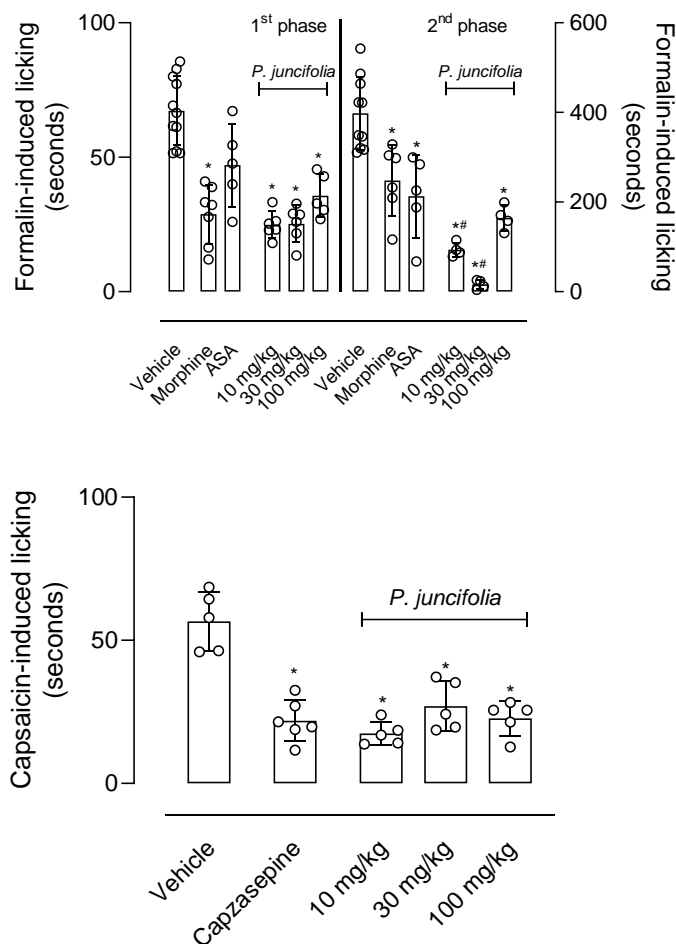 100
50
0
Formalin-induced licking
(seconds)
1st phase
P. juncifolia
*
*
*
*
2nd phase
P. juncifolia
*
*
*#
*#
*
600
400
200
0
Formalin-induced licking
(seconds)
Vehicle
Morphine
ASA
10 mg/kg
30 mg/kg
100 mg/kg
Vehicle
Morphine
ASA
10 mg/kg
30 mg/kg
100 mg/kg
100
50
0
Capsaicin-induced licking
(seconds)
P. juncifolia
*
*
*
*
Vehicle
Capzasepine
10 mg/kg
30 mg/kg
100 mg/kg